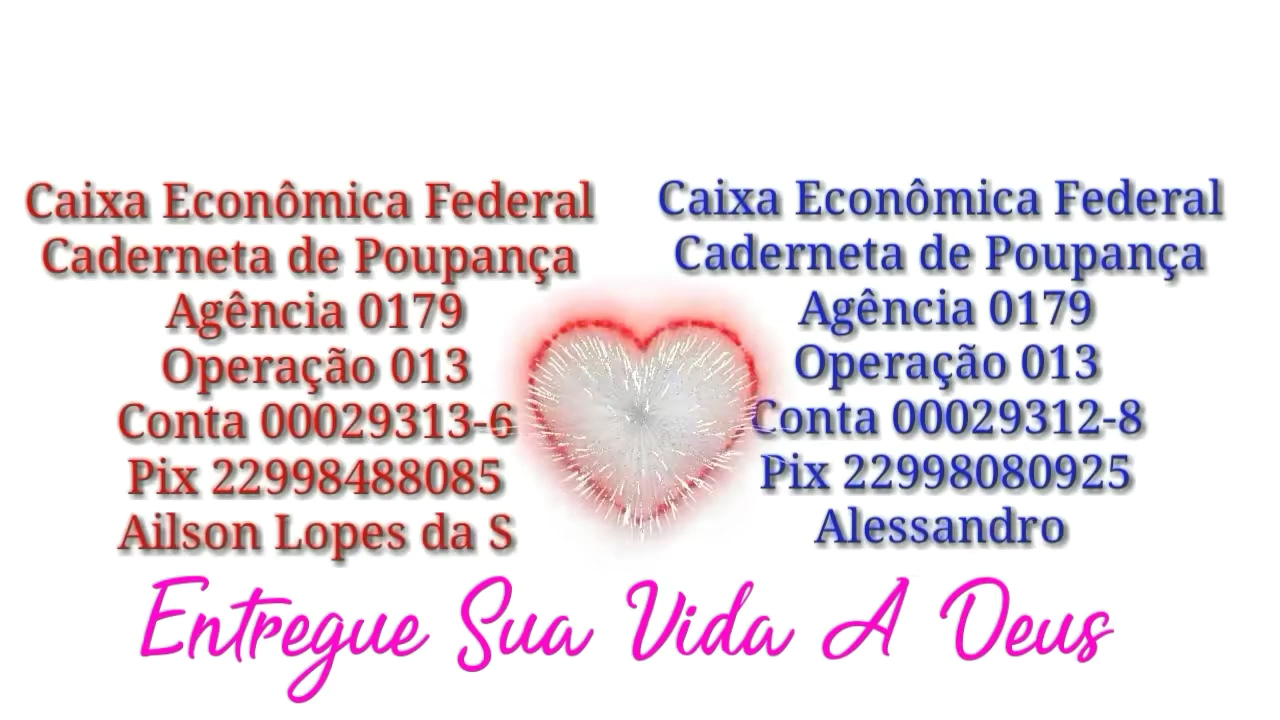 Caixa Econômica Federal
Caderneta de Poupança
Agência 0179
Operação 013
Conta 00029313-6
Pix 22998488085
Ailson Lopes da S
Caixa Econômica Federal
Caderneta de Poupança
Agência 0179
Operação 013
Conta 00029312-8
Pix 22998080925
Alessandro
Entregue Sua Vida A Deus